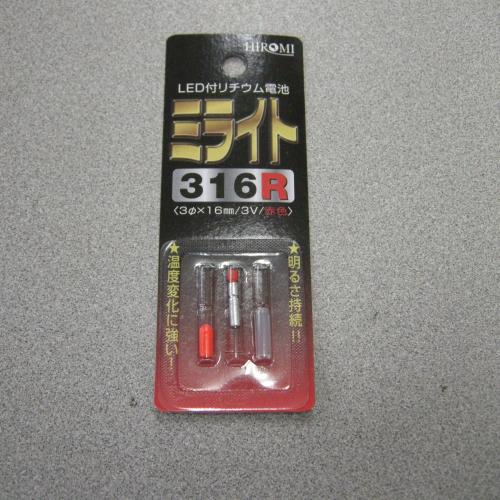 HIROMI
LED付リチウム電池
ミライト
316R
〈3φ×16㎜/3V/赤色〉
★明るさ持続!!
★温度変化に強い!